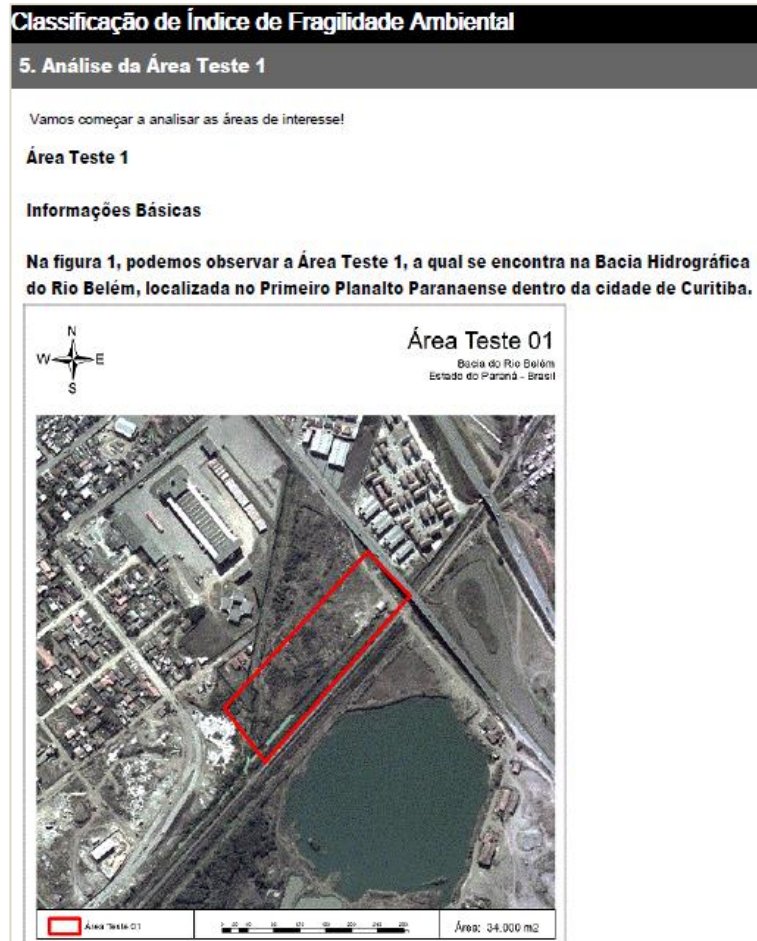 Classificação de Índice de Fragilidade Ambiental
5. Análise da Área Teste 1
Vamos começar a analisar as áreas de interesse!
Área Teste 1
Informações Básicas
Na figura 1, podemos observar a Área Teste 1, a qual se encontra na Bacia Hidrográfica
do Rio Belém, localizada no Primeiro Planalto Paranaense dentro da cidade de Curitiba.
N
W E
S
Área Teste 01
Bacia do Rio Belém
Estado do Paraná - Brasil
Área Teste 01
Área: 34.000 m2